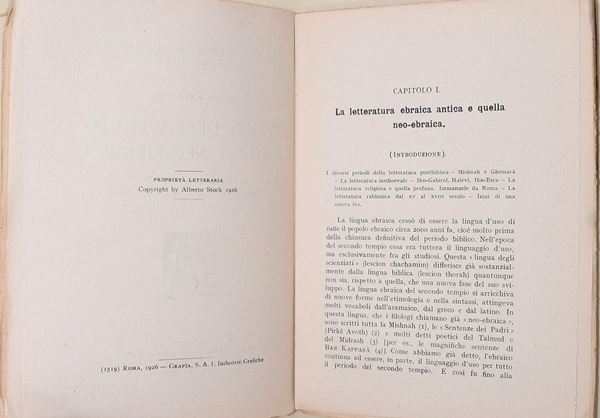 PROPRIETÀ LETTERARIA
Copyright by Alberto Stock 1926
(1519) ROMA, 1926 – GRAFIA, S. A. I. Industrie Grafiche
CAPITOLO I.
La letteratura ebraica antica e quella
neo-ebraica.
(INTRODUZIONE).
I diversi periodi della letteratura postbiblica – Mishnah e Ghemarà
– La letteratura medioevale – Ibn-Gabirol, Halevi, Ibn-Esra – La
letteratura religiosa e quella profana. Immanuele da Roma – La
letteratura rabbinica dal XV al XVIII secolo – Inizi di una
nuova èra.
La lingua ebraica cessò di essere la lingua d'uso di
tutto il popolo ebraico circa 2000 anni fa, cioè molto prima
della chiusura definitiva del periodo biblico. Nell'epoca
del secondo tempio essa era tuttora il linguaggio d'uso,
ma esclusivamente fra gli studiosi. Questa «lingua degli
scienziati» (lescion chachamim) differisce già sostanzial-
mente dalla lingua biblica (lescion thorah) quantunque
non sia, rispetto a quella, che una nuova fase del suo svi-
luppo. La lingua ebraica del secondo tempio si arricchiva
di nuove forme nell'etimologia e nella sintassi, attingeva
molti vocaboli dall'aramaico, dal greco e dal latino. In
questa lingua, che i filologi chiamano già «neo-ebraica»,
sono scritti tutta la Mishnah (1), le «Sentenze dei Padri»
(Pirkè Avoth) (2) e molti detti poetici del Talmud e
del Midrash (3) [per es., le magnifiche sentenze di
BAR KAPPARÀ (4)] Come abbiamo già detto, l'ebraico
continua ad essere, in parte, il linguaggio d'uso per tutto
il periodo del secondo tempio. E così fu fino alla